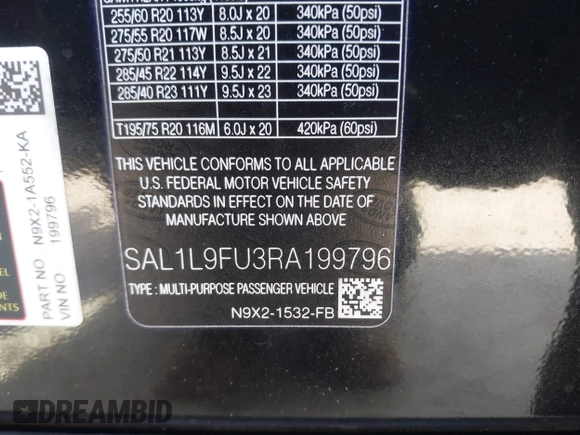 255/60 R20 113Y 8.0J x 20 340kPa (50psi)
275/55 R20 117W 8.5J x 20 340kPa (50psi)
275/50 R21 113Y 8.5J x 21 340kPa (50psi)
285/45 R22 114Y 9.5J x 22 340kPa (50psi)
285/40 R23 111Y 9.5J x 23 340kPa (50psi)
T195/75 R20 116M 6.0J x 20 420kPa (60psi)
THIS VEHICLE CONFORMS TO ALL APPLICABLE
U.S. FEDERAL MOTOR VEHICLE SAFETY
STANDARDS IN EFFECT ON THE DATE OF
MANUFACTURE SHOWN ABOVE
SAL1L9FU3RA199796
TYPE : MULTI-PURPOSE PASSENGER VEHICLE
N9X2-1532-FB
PART NO N9X2-1A552-KA
VIN NO : 199796
DREAMBID